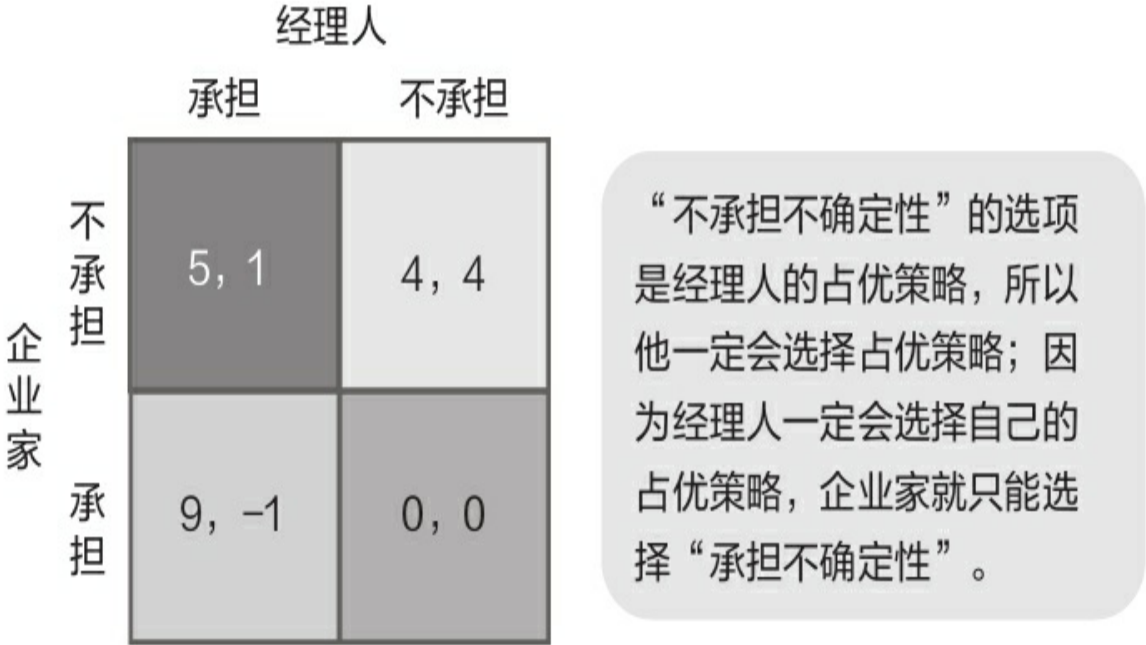 经理人
承担 不承担
不承担
5, 1 4, 4
企业家
承担
9, −1 0, 0
“不承担不确定性”的选项
是经理人的占优策略，所以
他一定会选择占优策略；因
为经理人一定会选择自己的
占优策略，企业家就只能选
择“承担不确定性”。